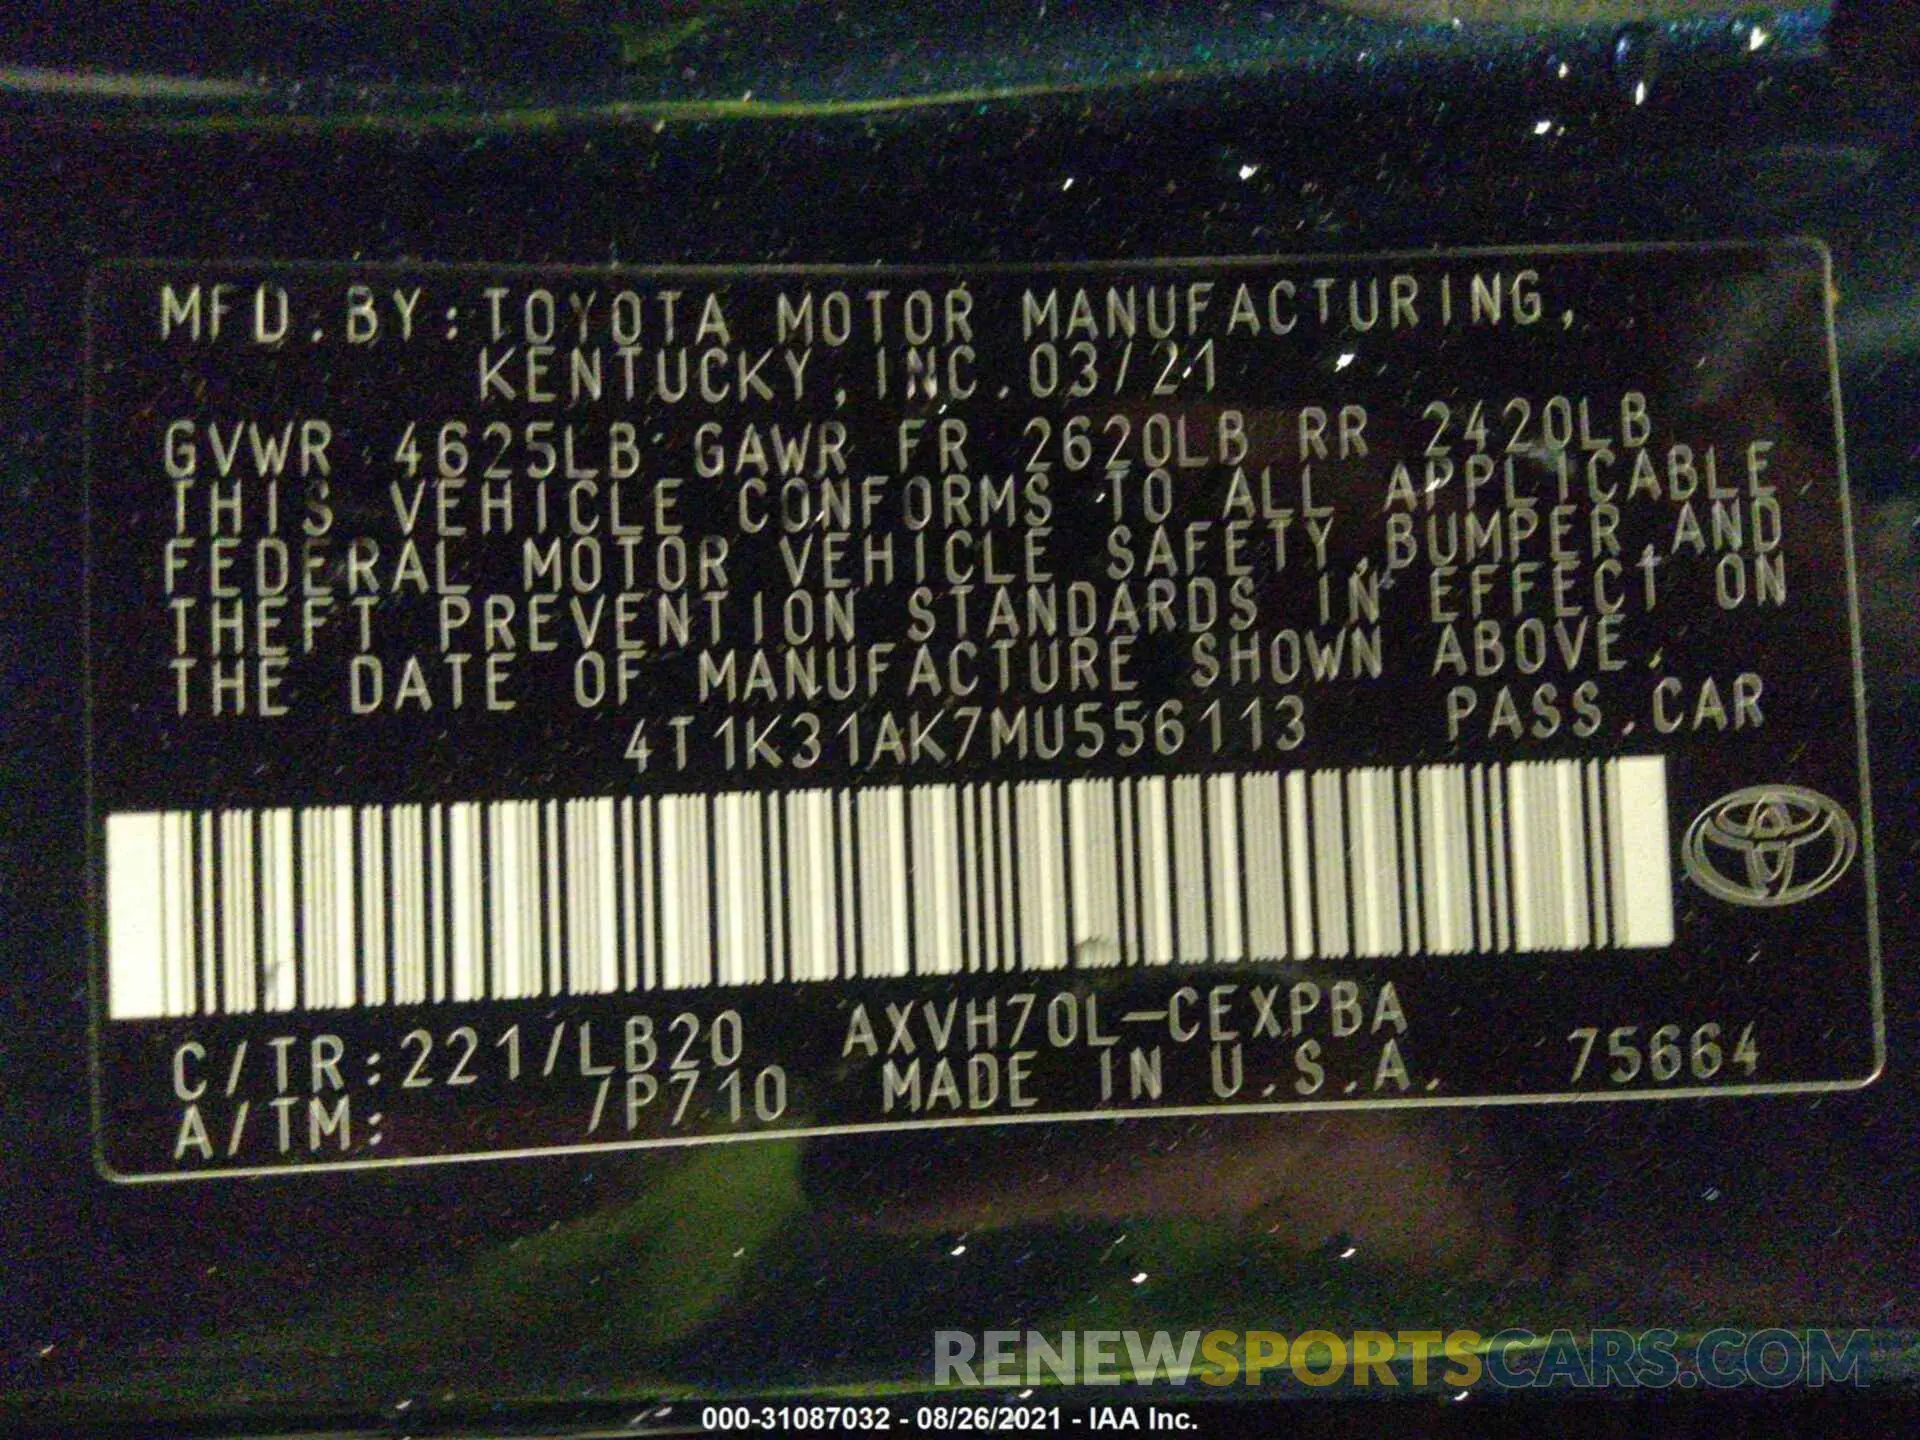 MFD.BY:TOYOTA MOTOR MANUFACTURING,
KENTUCKY,INC.03/21
GVWR 4625LB GAWR FR 2620LB RR 2420LB
THIS VEHICLE CONFORMS TO ALL APPLICABLE
FEDERAL MOTOR VEHICLE SAFETY,BUMPER,AND
THEFT PREVENTION STANDARDS IN EFFECT ON
THE DATE OF MANUFACTURE SHOWN ABOVE.
4T1K31AK7MU556113 PASS.CAR
C/TR:221/LB20 AXVH70L-CEXPBA
A/TM: /P710 MADE IN U.S.A. 75664
RENEWSPORTSCARS.COM
000-31087032 - 08/26/2021 - IAA Inc.